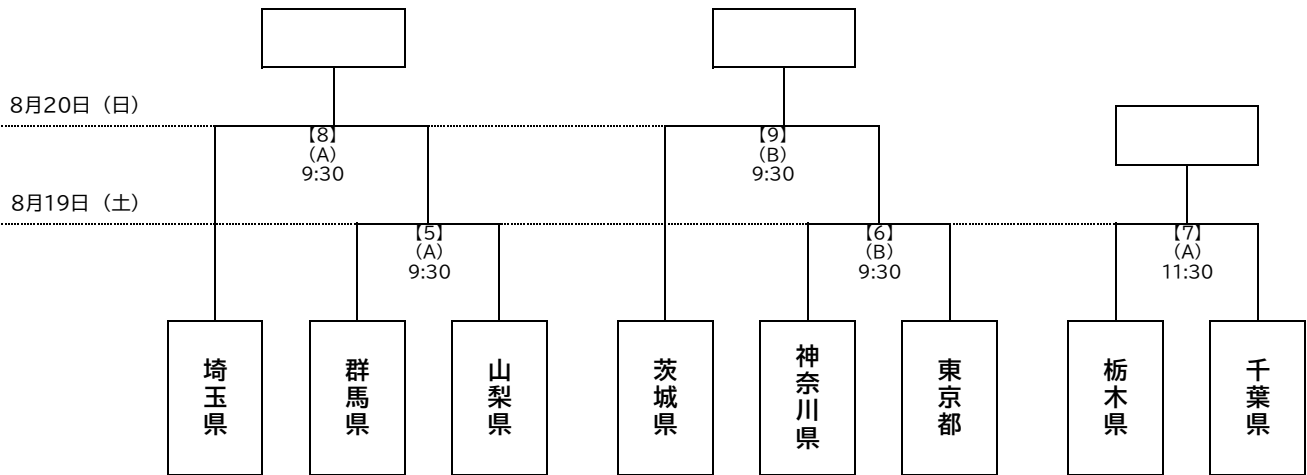 8月20日（日）
【8】
（A）
9:30
【9】
（B）
9:30
8月19日（土）
【5】
（A）
9:30
【6】
（B）
9:30
【7】
（A）
11:30
埼玉県
群馬県
山梨県
茨城県
神奈川県
東京都
栃木県
千葉県